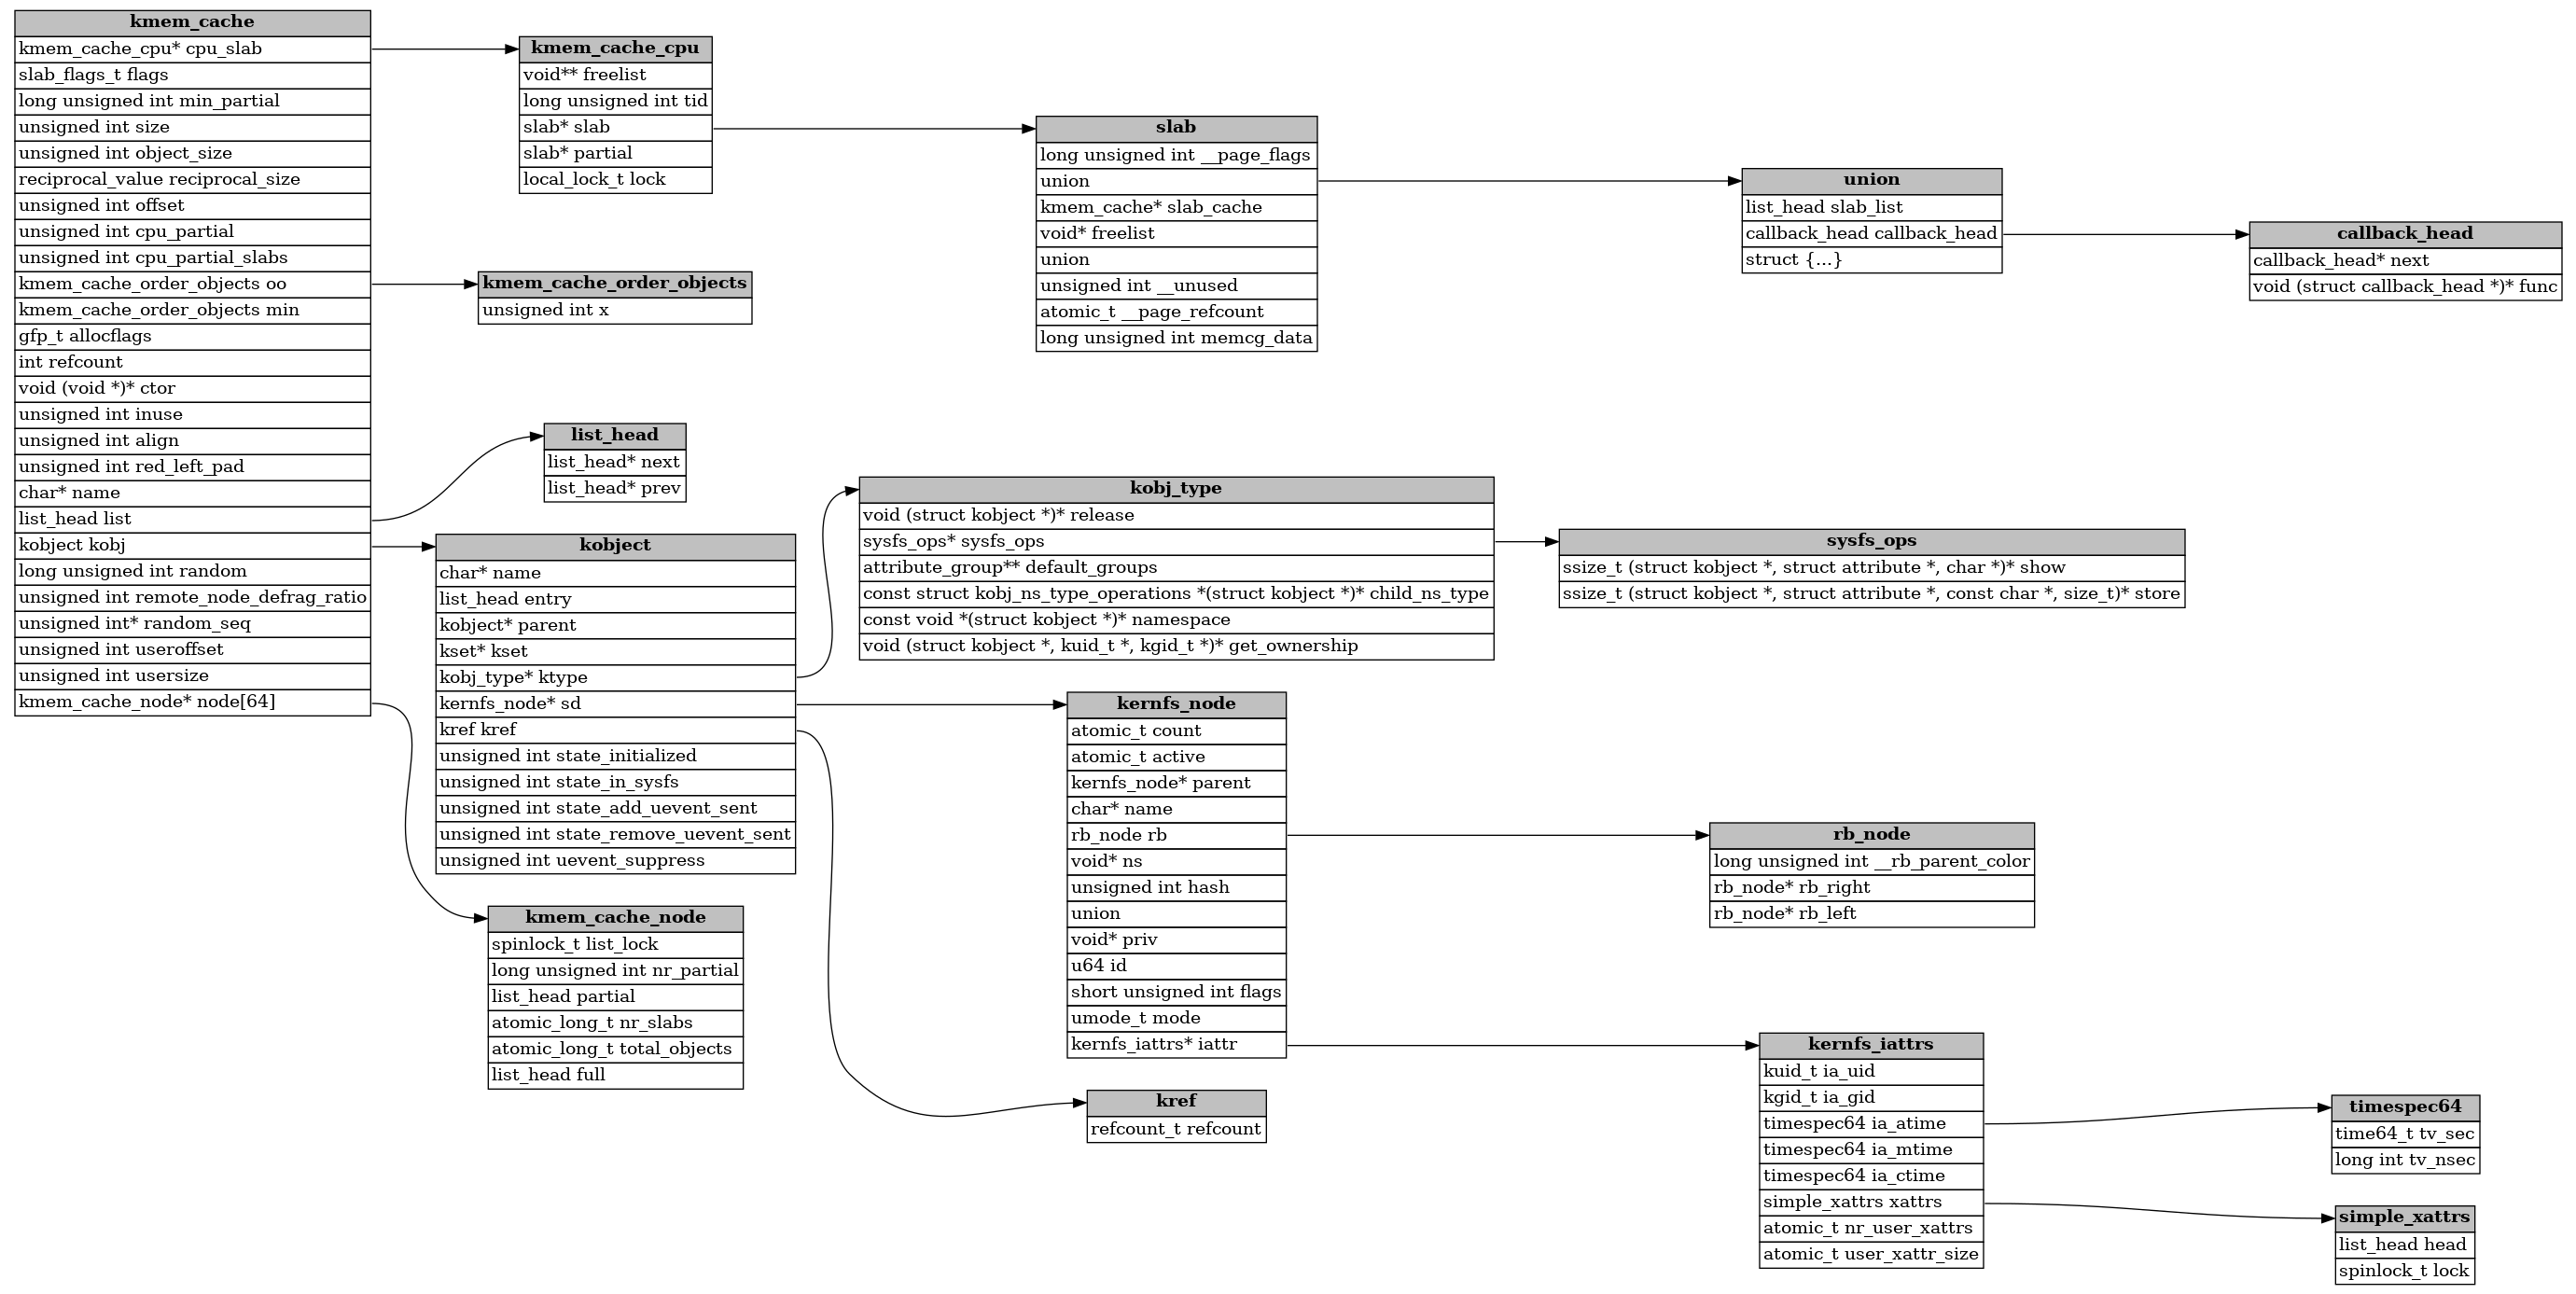 kmem_cache
kmem_cache_cpu* cpu_slab
slab_flags_t flags
long unsigned int min_partial
unsigned int size
unsigned int object_size
reciprocal_value reciprocal_size
unsigned int offset
unsigned int cpu_partial
unsigned int cpu_partial_slabs
kmem_cache_order_objects oo
kmem_cache_order_objects min
gfp_t allocflags
int refcount
void (void *)* ctor
unsigned int inuse
unsigned int align
unsigned int red_left_pad
char* name
list_head list
kobject kobj
long unsigned int random
unsigned int remote_node_defrag_ratio
unsigned int* random_seq
unsigned int useroffset
unsigned int usersize
kmem_cache_node* node[64]
kmem_cache_cpu
void** freelist
long unsigned int tid
slab* slab
slab* partial
local_lock_t lock
kmem_cache_order_objects
unsigned int x
list_head
list_head* next
list_head* prev
kobject
char* name
list_head entry
kobject* parent
kset* kset
kobj_type* ktype
kernfs_node* sd
kref kref
unsigned int state_initialized
unsigned int state_in_sysfs
unsigned int state_add_uevent_sent
unsigned int state_remove_uevent_sent
unsigned int uevent_suppress
kmem_cache_node
spinlock_t list_lock
long unsigned int nr_partial
list_head partial
atomic_long_t nr_slabs
atomic_long_t total_objects
list_head full
slab
long unsigned int __page_flags
union
kmem_cache* slab_cache
void* freelist
union
unsigned int __unused
atomic_t __page_refcount
long unsigned int memcg_data
kobj_type
void (struct kobject *)* release
sysfs_ops* sysfs_ops
attribute_group** default_groups
const struct kobj_ns_type_operations *(struct kobject *)* child_ns_type
const void *(struct kobject *)* namespace
void (struct kobject *, kuid_t *, kgid_t *)* get_ownership
kernfs_node
atomic_t count
atomic_t active
kernfs_node* parent
char* name
rb_node rb
void* ns
unsigned int hash
union
void* priv
u64 id
short unsigned int flags
umode_t mode
kernfs_iattrs* iattr
kref
refcount_t refcount
union
list_head slab_list
callback_head callback_head
struct {...}
sysfs_ops
ssize_t (struct kobject *, struct attribute *, char *)* show
ssize_t (struct kobject *, struct attribute *, const char *, size_t)* store
rb_node
long unsigned int __rb_parent_color
rb_node* rb_right
rb_node* rb_left
kernfs_iattrs
kuid_t ia_uid
kgid_t ia_gid
timespec64 ia_atime
timespec64 ia_mtime
timespec64 ia_ctime
simple_xattrs xattrs
atomic_t nr_user_xattrs
atomic_t user_xattr_size
callback_head
callback_head* next
void (struct callback_head *)* func
timespec64
time64_t tv_sec
long int tv_nsec
simple_xattrs
list_head head
spinlock_t lock